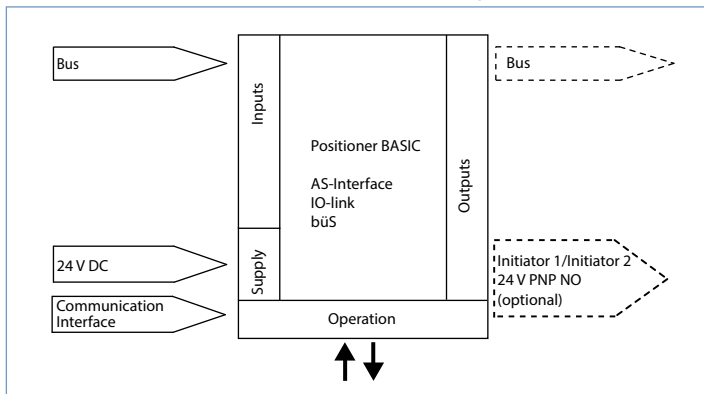 Bus
Inputs
Positioner BASIC
AS-Interface
IO-link
büS
Outputs
Bus
24 V DC
Supply
Initiator 1/Initiator 2
24 V PNP NO
(optional)
Communication
Interface
Operation